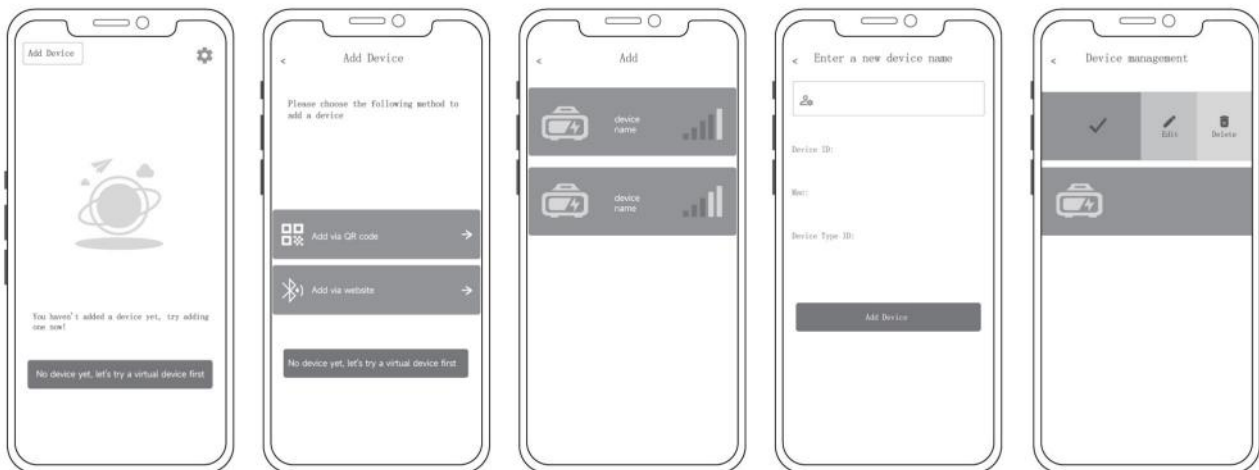 Add Device
You haven't added a device yet, try adding
one now!
No device yet, let's try a virtual device first
< Add Device
Please choose the following method to
add a device
Add via QR code
Add via website
No device yet, let's try a virtual device first
< Add
device
name
device
name
< Enter a new device name
Device ID:
Mac:
Device Type ID:
Add Device
< Device management
Edit
Delete